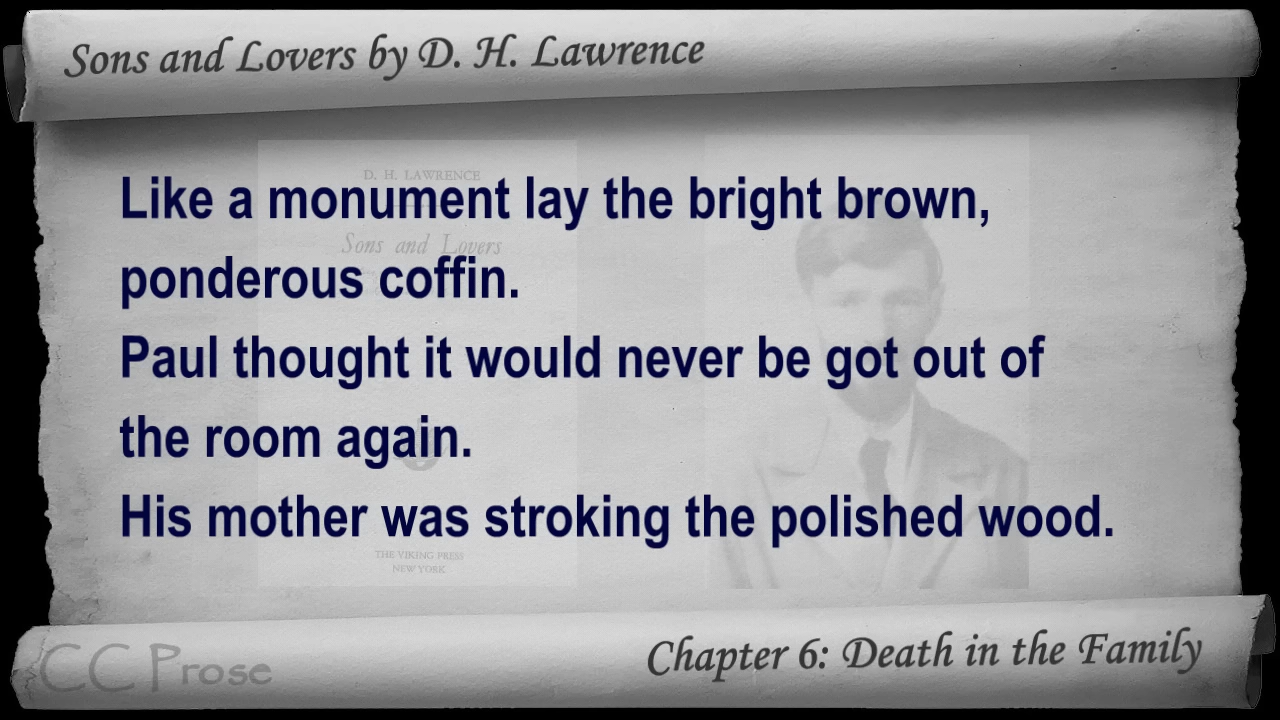 Sons and Lovers by D. H. Lawrence
D. H. LAWRENCE
Sons and Lovers
Like a monument lay the bright brown,
ponderous coffin.
Paul thought it would never be got out of
the room again.
His mother was stroking the polished wood.
THE VIKING PRESS
NEW YORK
CC Prose
Chapter 6: Death in the Family